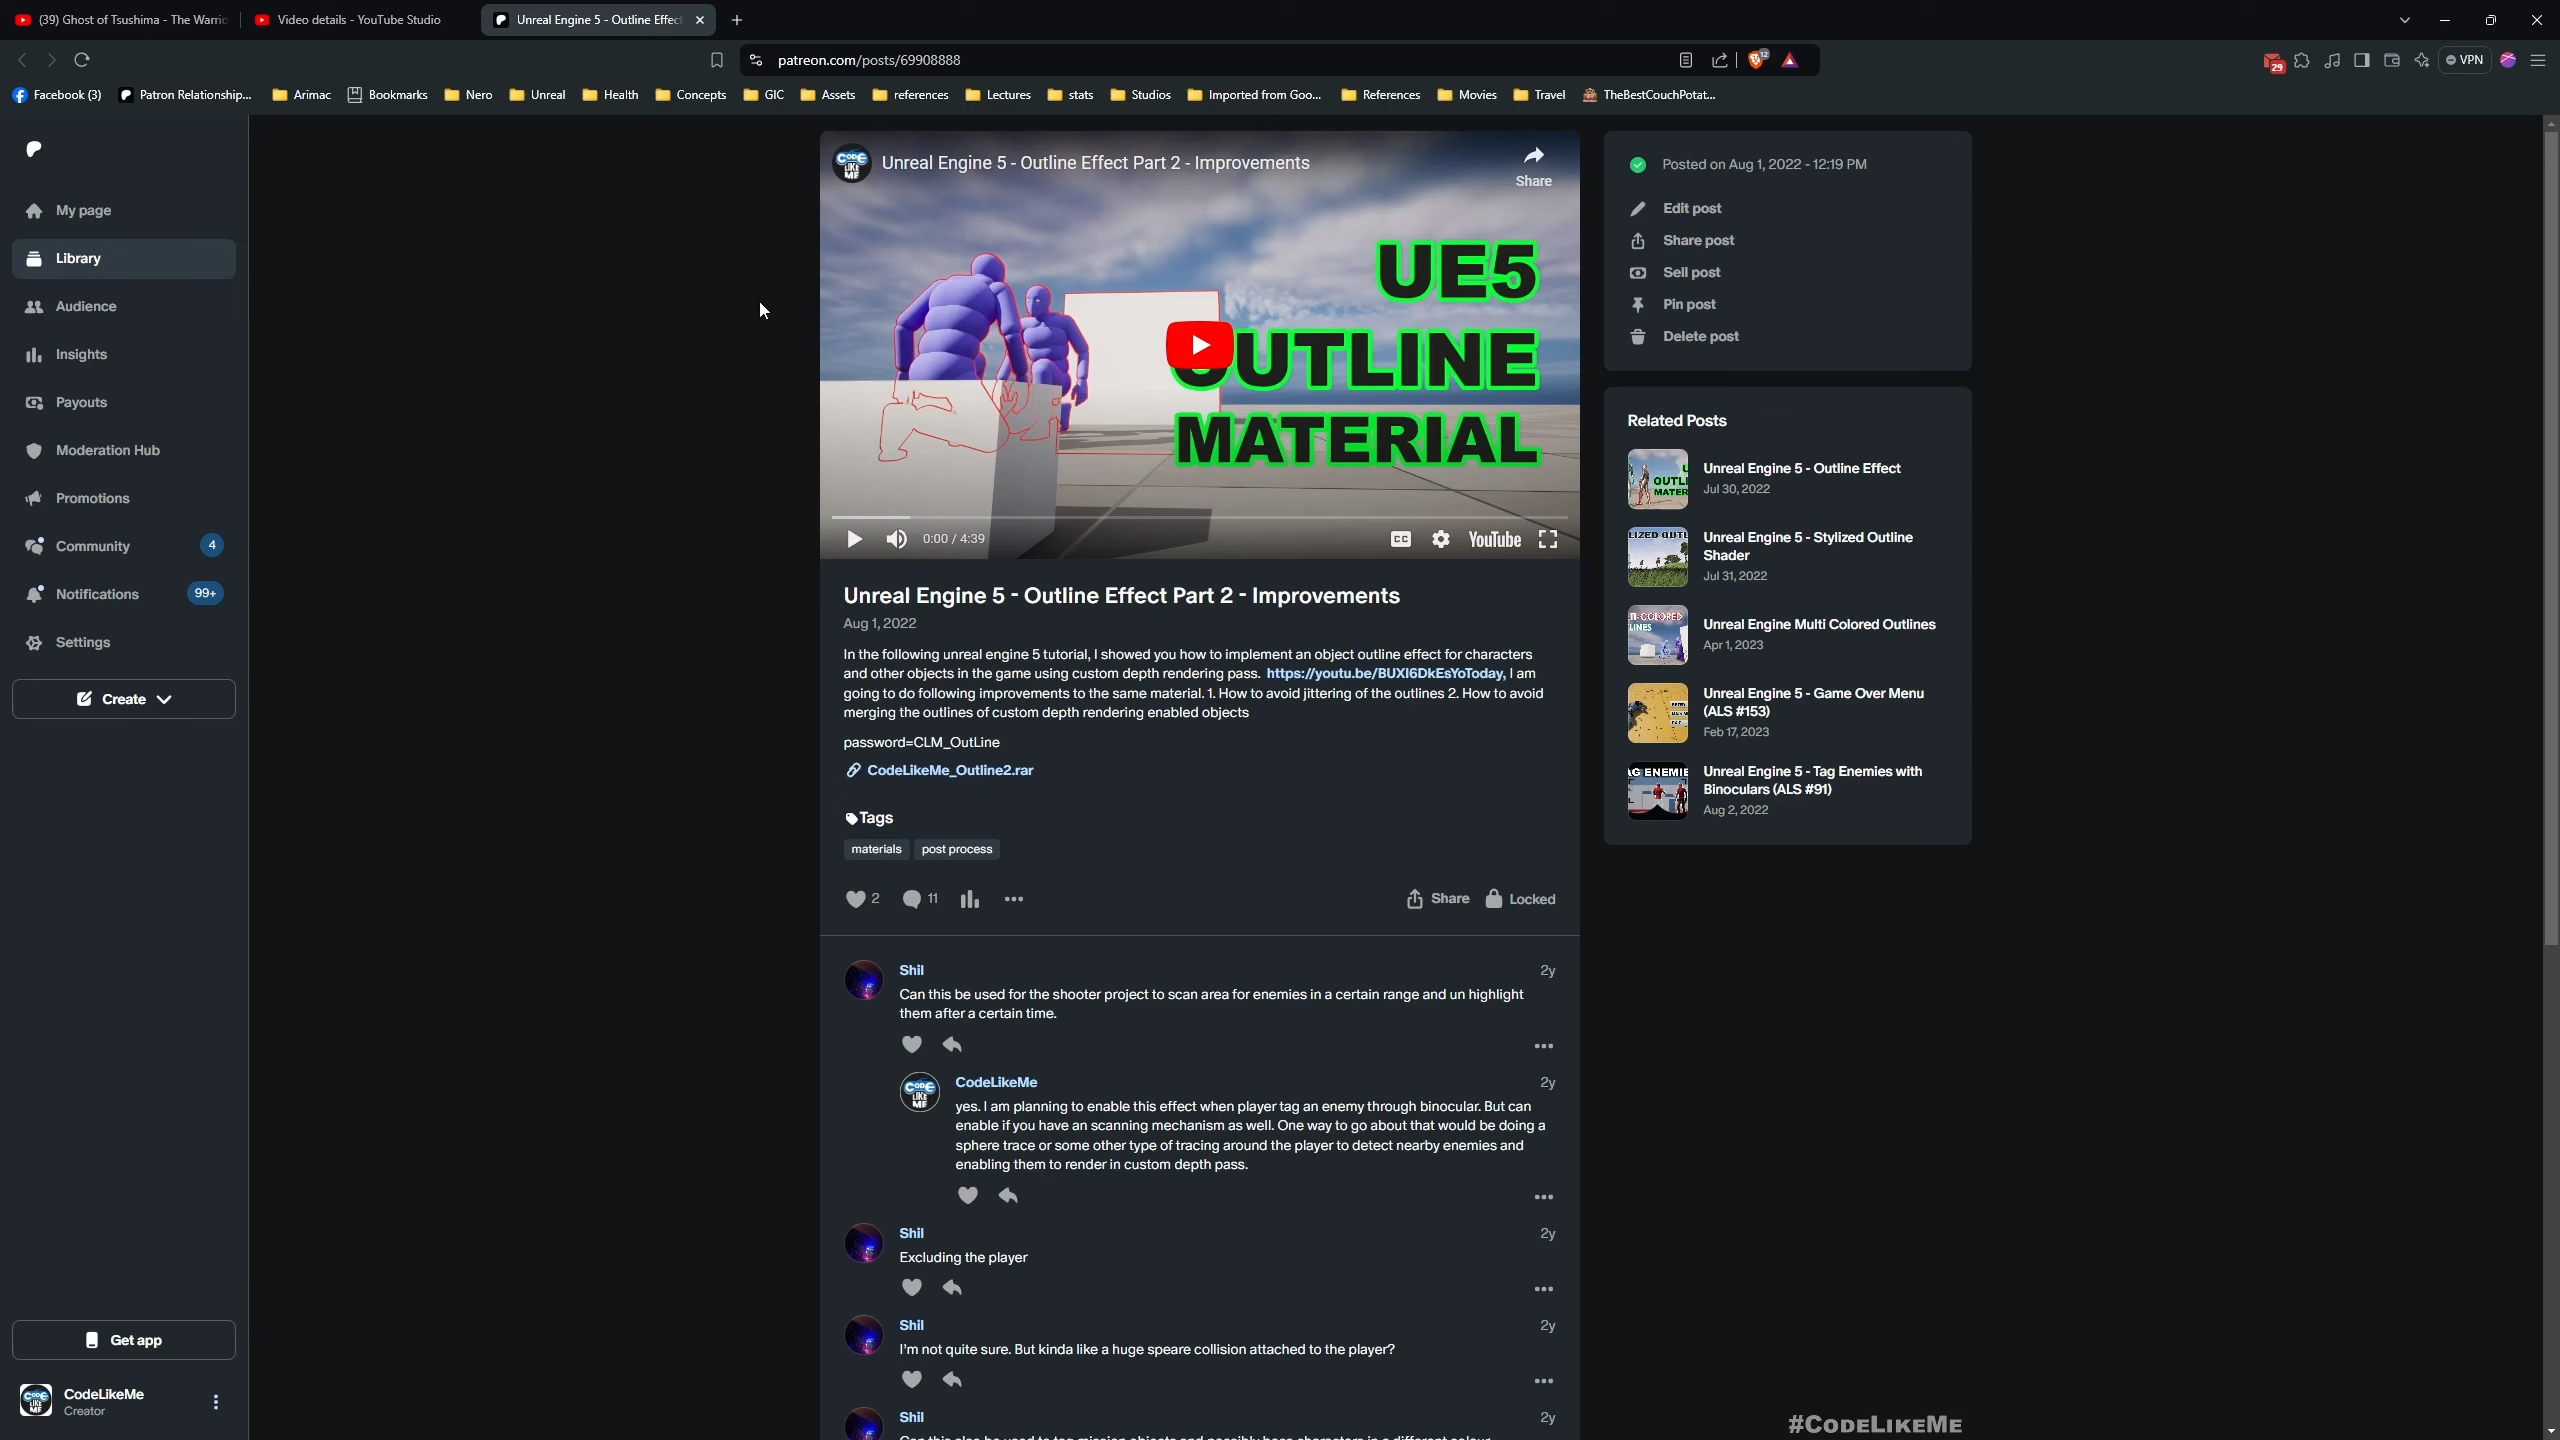 (39) Ghost of Tsushima - The Warrio
Video details - YouTube Studio
Unreal Engine 5 - Outline Effec
patreon.com/posts/69908888
12
29
VPN
Facebook (3)
Patron Relationship...
Arimac
Bookmarks
Nero
Unreal
Health
Concepts
GIC
Assets
references
Lectures
stats
Studios
Imported from Goo...
References
Movies
Travel
TheBestCouchPotat...
My page
Library
Audience
Insights
Payouts
Moderation Hub
Promotions
Community 4
Notifications 99+
Settings
Create
Get app
CodeLikeMe
Creator
CODE LIKE ME
Unreal Engine 5 - Outline Effect Part 2 - Improvements
Share
UE5
OUTLINE
MATERIAL
0:00 / 4:39
CC
YouTube
Unreal Engine 5 - Outline Effect Part 2 - Improvements
Aug 1, 2022
In the following unreal engine 5 tutorial, I showed you how to implement an object outline effect for characters
and other objects in the game using custom depth rendering pass. https://youtu.be/BUXI6DkEsYoToday, I am
going to do following improvements to the same material. 1. How to avoid jittering of the outlines 2. How to avoid
merging the outlines of custom depth rendering enabled objects
password=CLM_OutLine
CodeLikeMe_Outline2.rar
Tags
materials
post process
2
11
Share
Locked
Shil
2y
Can this be used for the shooter project to scan area for enemies in a certain range and un highlight
them after a certain time.
CODE LIKE ME
CodeLikeMe
2y
yes. I am planning to enable this effect when player tag an enemy through binocular. But can
enable if you have an scanning mechanism as well. One way to go about that would be doing a
sphere trace or some other type of tracing around the player to detect nearby enemies and
enabling them to render in custom depth pass.
Shil
2y
Excluding the player
Shil
2y
I'm not quite sure. But kinda like a huge speare collision attached to the player?
Shil
2y
Posted on Aug 1, 2022 - 12:19 PM
Edit post
Share post
Sell post
Pin post
Delete post
Related Posts
Unreal Engine 5 - Outline Effect
Jul 30, 2022
Unreal Engine 5 - Stylized Outline
Shader
Jul 31, 2022
Unreal Engine Multi Colored Outlines
Apr 1, 2023
Unreal Engine 5 - Game Over Menu
(ALS #153)
Feb 17, 2023
Unreal Engine 5 - Tag Enemies with
Binoculars (ALS #91)
Aug 2, 2022
#CODELIKEME